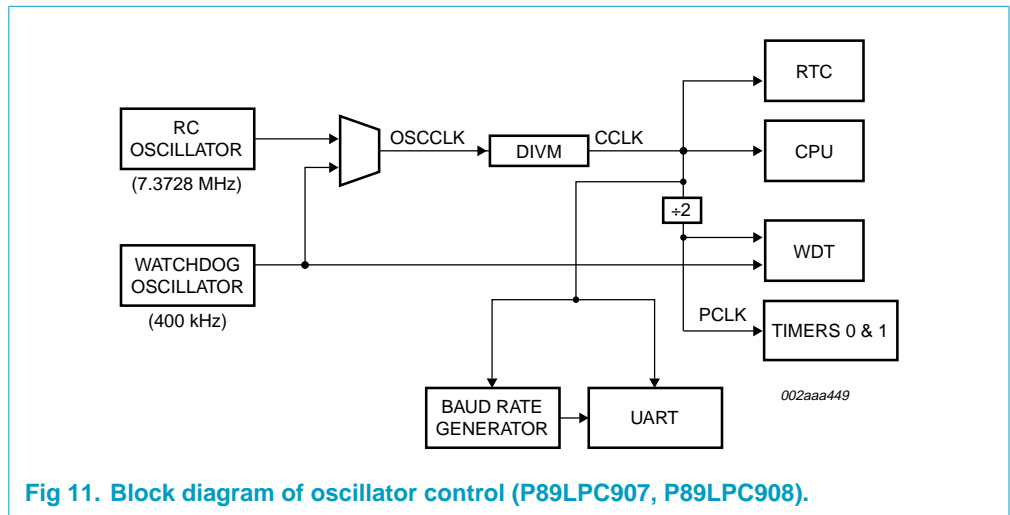 RTC
RC
OSCILLATOR
(7.3728 MHz)
OSCCLK
DIVM
CCLK
CPU
÷2
WATCHDOG
OSCILLATOR
(400 kHz)
WDT
PCLK
TIMERS 0 & 1
BAUD RATE
GENERATOR
UART
002aaa449
Fig 11. Block diagram of oscillator control (P89LPC907, P89LPC908).